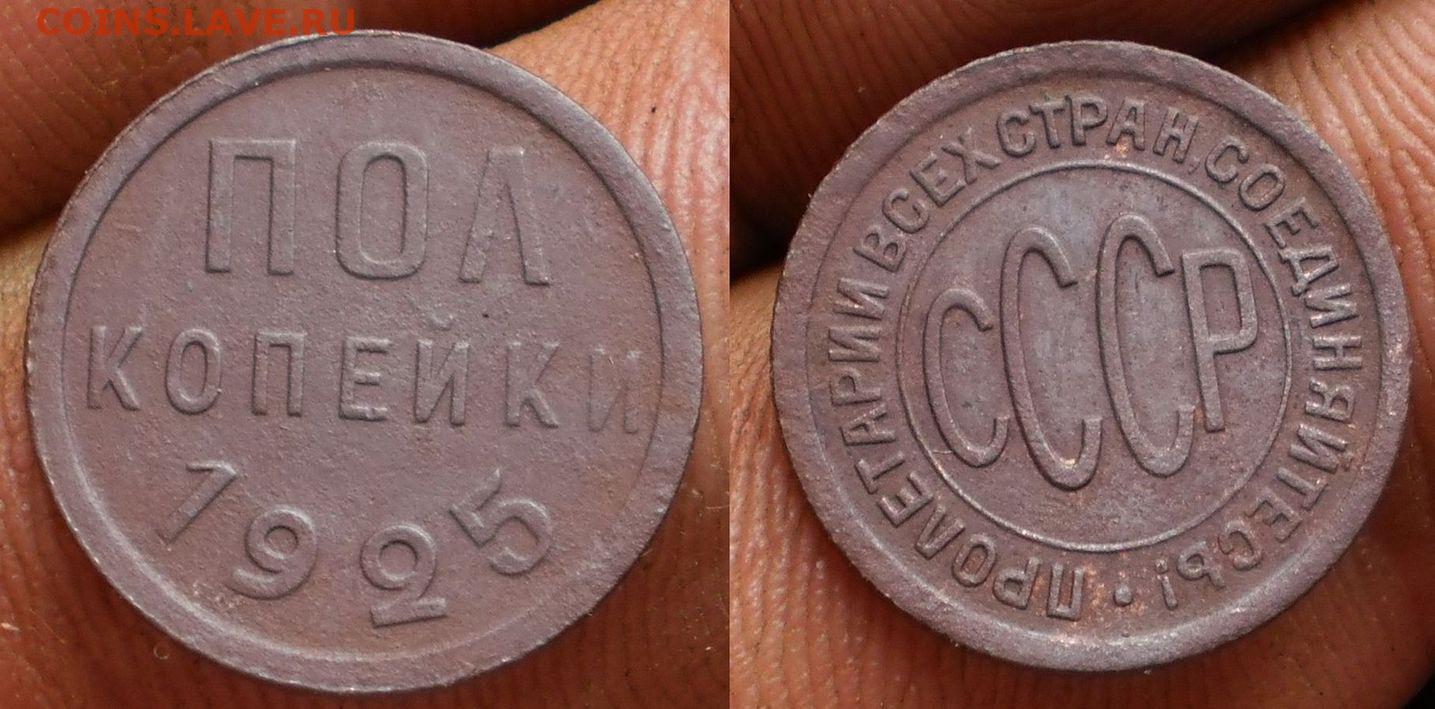 COINS.LAVE.RU
ПОЛ
КОПЕЙКИ
1925
ПРОЛЕТАРИИ ВСЕХ СТРАН, СОЕДИНЯЙТЕСЬ! •
СССР